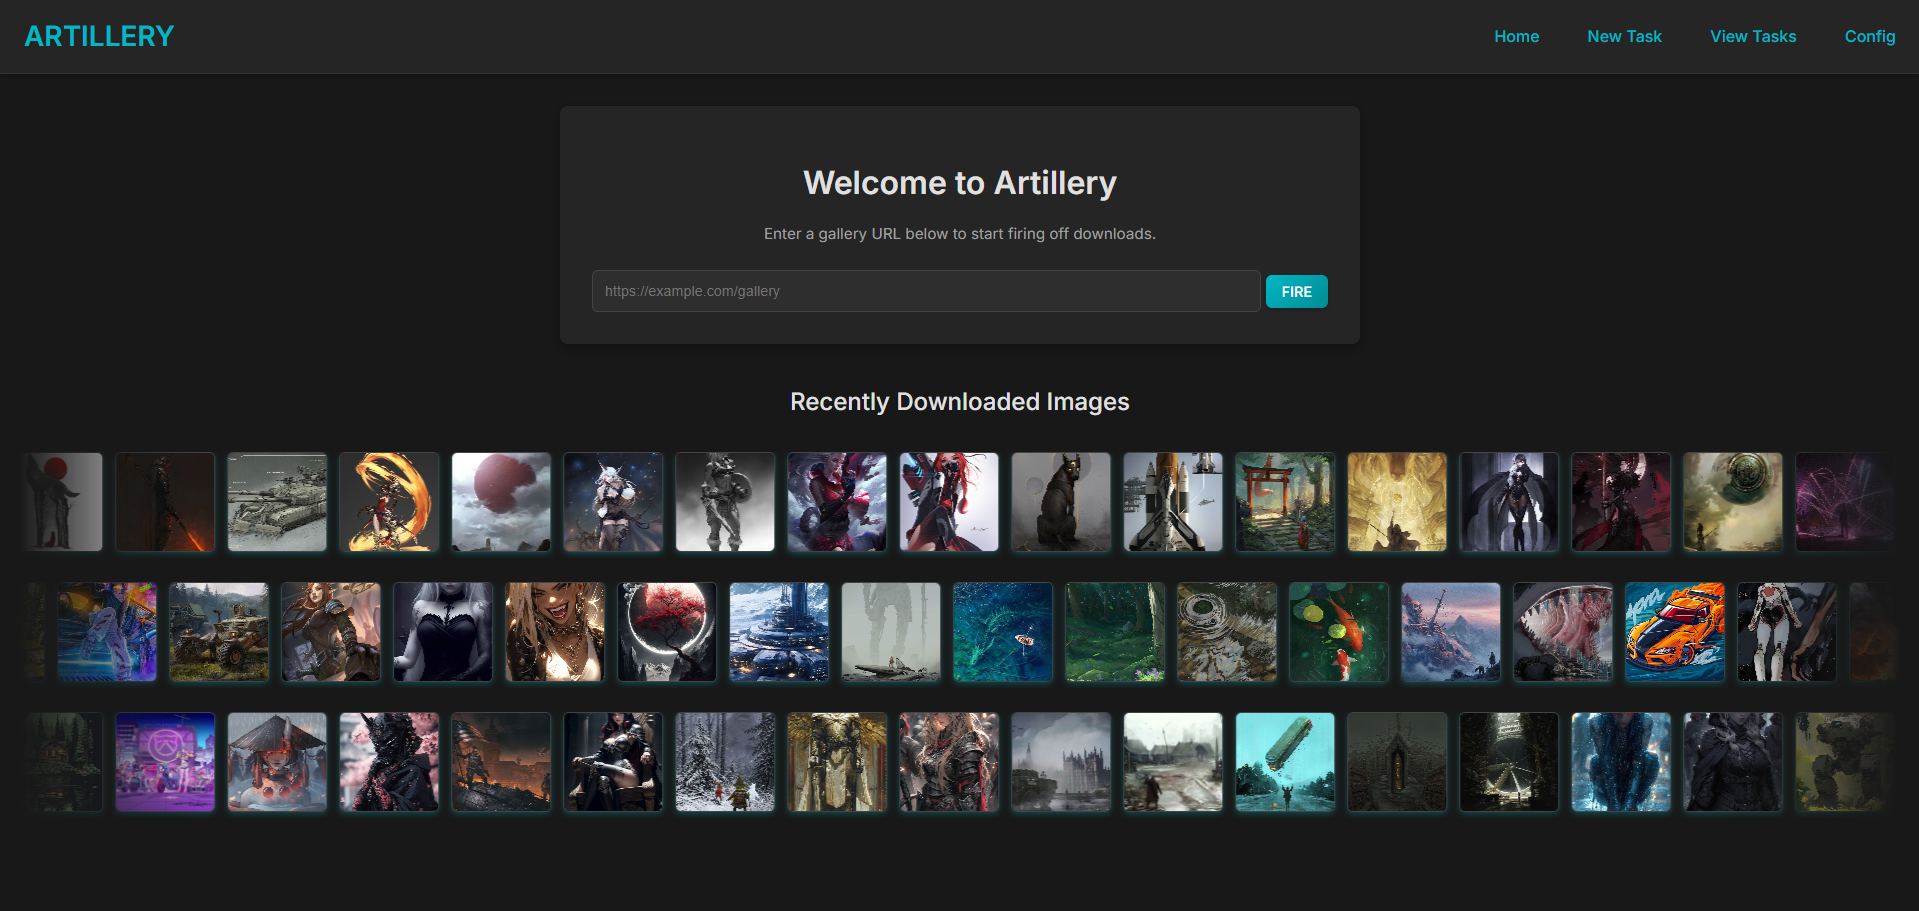 ARTILLERY
Home
New Task
View Tasks
Config
Welcome to Artillery
Enter a gallery URL below to start firing off downloads.
https://example.com/gallery
FIRE
Recently Downloaded Images